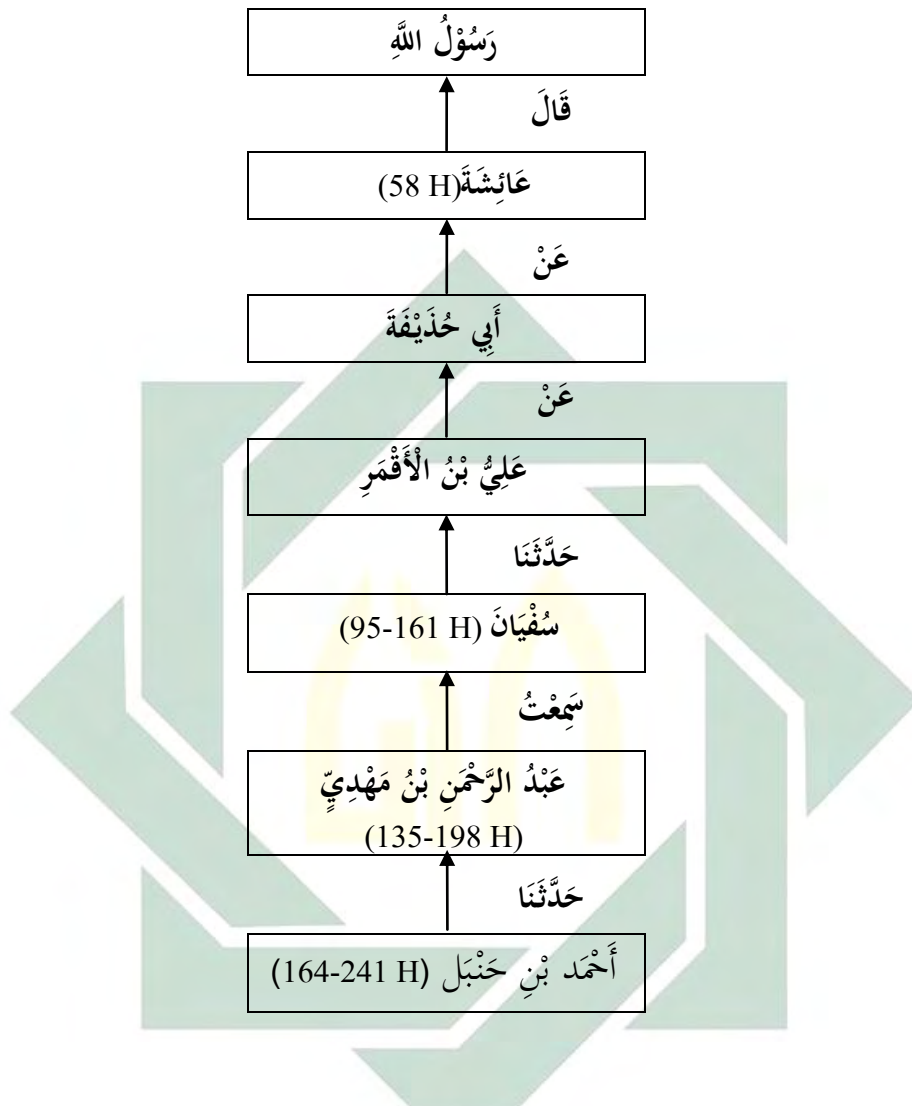 رَسُوْلُ اللَّهِ
قَالَ
عَائِشَةَ(58 H)
عَنْ
أَبِي حُذَيْفَةَ
عَنْ
عَلِيُّ بْنُ الْأَقْمَرِ
حَدَّثَنَا
سُفْيَانَ (95-161 H)
سَمِعْتُ
عَبْدُ الرَّحْمَنِ بْنُ مَهْدِيٍّ
(135-198 H)
حَدَّثَنَا
أَحْمَد بْنِ حَنْبَل (164-241 H)